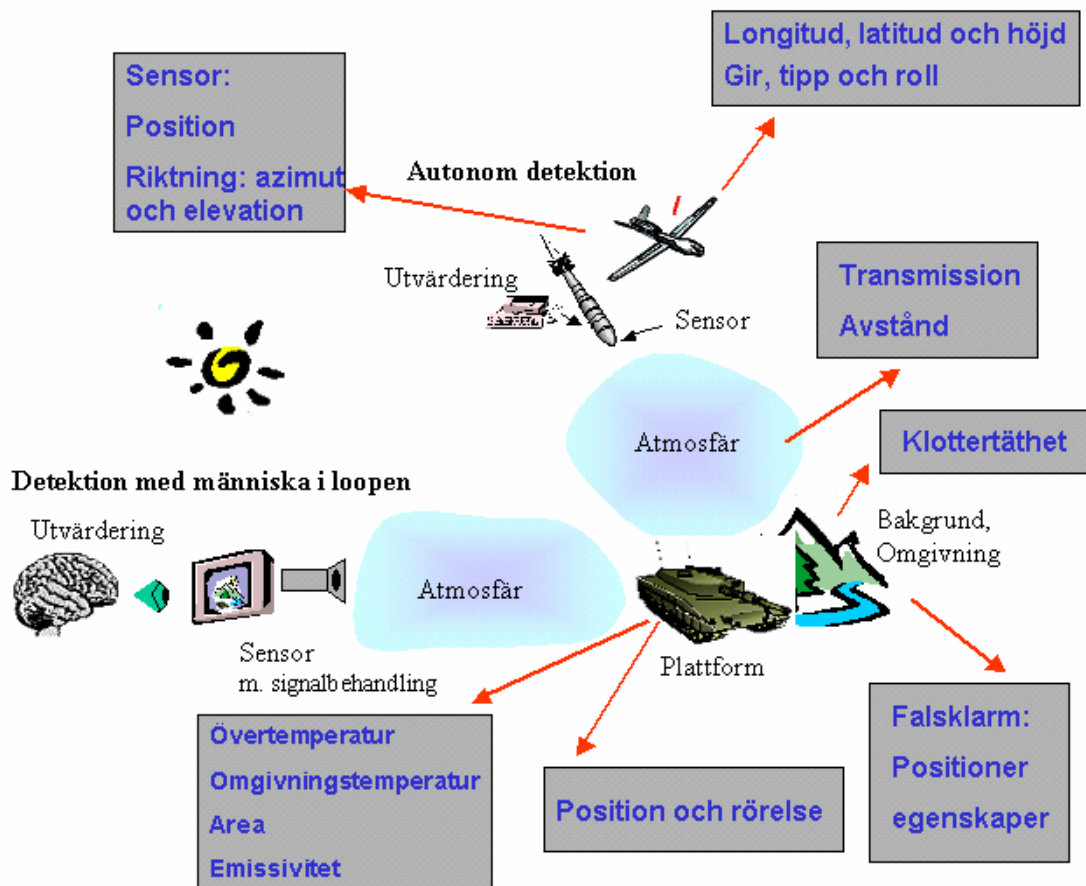 Longitud, latitud och höjd
Gir, tipp och roll
Sensor:
Position
Riktning: azimut
och elevation
Autonom detektion
Utvärdering
Sensor
Transmission
Avstånd
Atmosfär
Klottertäthet
Detektion med människa i loopen
Utvärdering
Bakgrund,
Omgivning
Atmosfär
Sensor
m. signalbehandling
Plattform
Övertemperatur
Omgivningstemperatur
Area
Emissivitet
Position och rörelse
Falsklarm:
Positioner
egenskaper